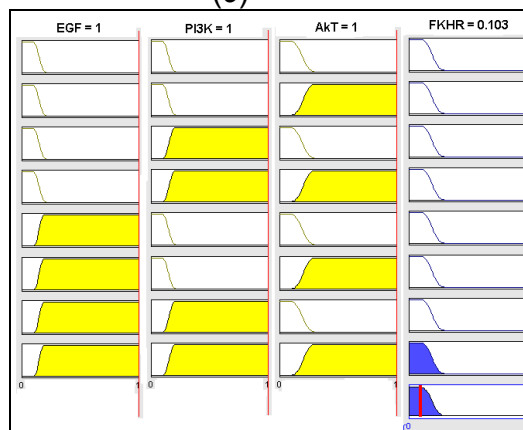 EGF = 1
PI3K = 1
AkT = 1
FKHR = 0.103
0
1
0
1
0
1
0